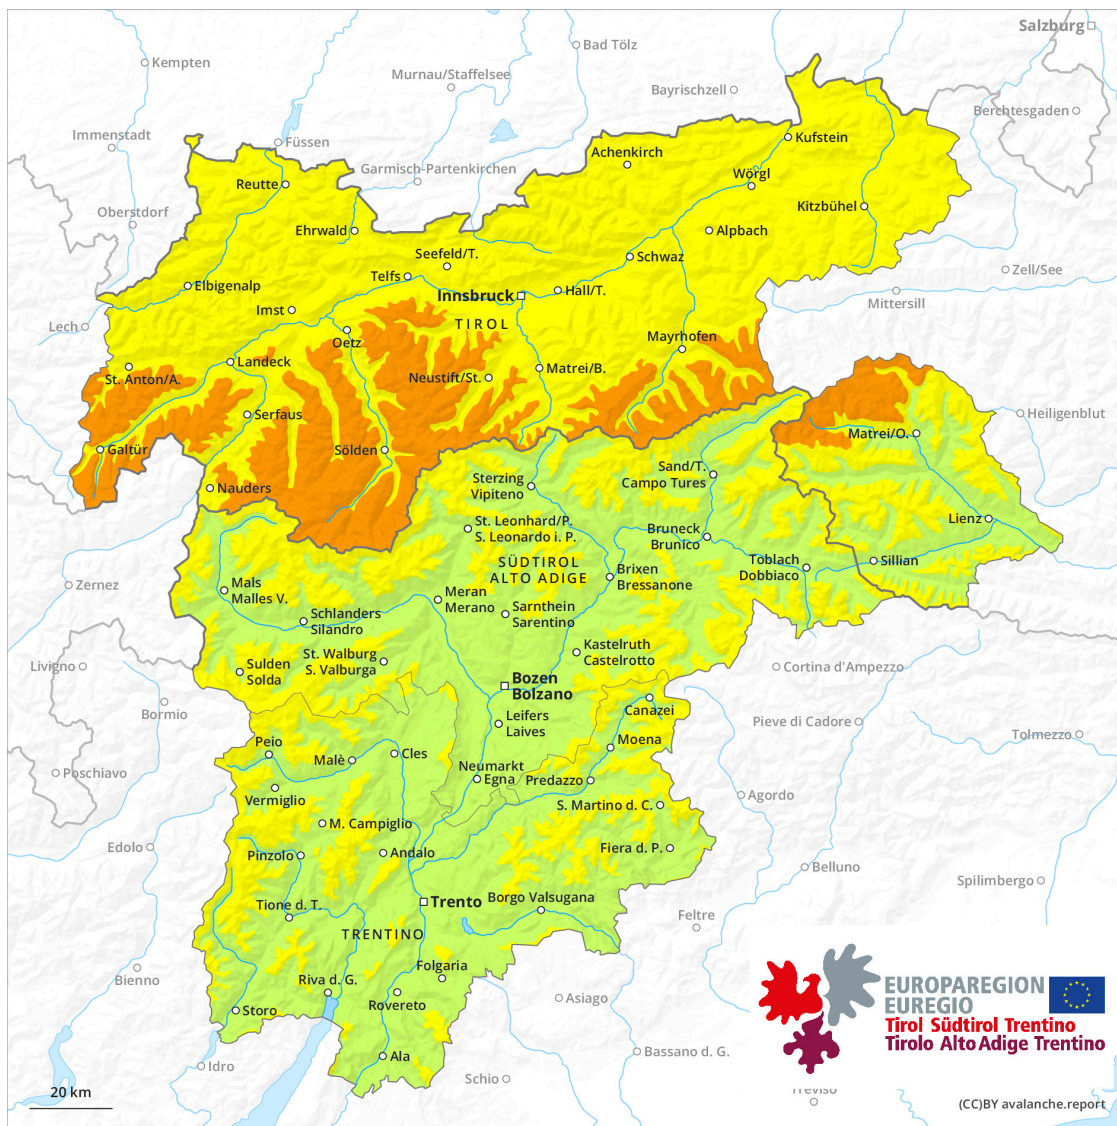 Salzburg
Bad Tölz
Kempten
Murnau/Staffelsee
Bayrischzell
Berchtesgaden
Immenstadt
Füssen
Kufstein
Achenkirch
Garmisch-Partenkirchen
Wörgl
Reutte
Oberstdorf
Kitzbühel
Ehrwald
Alpbach
Seefeld/T.
Schwaz
Zell/See
Telfs
Elbigenalp
Hall/T.
Innsbruck
Mittersill
Imst
TIROL
Lech
Oetz
Mayrhofen
Landeck
Matrei/B.
St. Anton/A.
Neustift/St.
Serfaus
Heiligenblut
Matrei/O.
Galtür
Sölden
Sand/T.
Campo Tures
Sterzing
Vipiteno
Nauders
Lienz
St. Leonhard/P.
S. Leonardo i. P.
Bruneck
Brunico
SÜDTIROL
ALTO ADIGE
Toblach
Dobbiaco
Sillian
Brixen
Bressanone
Zernez
Mals
Malles V.
Meran
Merano
Schlanders
Silandro
Sarnthein
Sarentino
Kastelruth
Castelrotto
St. Walburg
S. Valburga
Livigno
Sulden
Solda
Cortina d'Ampezzo
Bozen
Bolzano
Bormio
Canazei
Leifers
Laives
Pieve di Cadore
Tolmezzo
Peio
Moena
Malè
Cles
Poschiavo
Neumarkt
Egna
Predazzo
Vermiglio
Agordo
S. Martino d. C.
M. Campiglio
Edolo
Pinzolo
Andalo
Fiera d. P.
Belluno
Spilimbergo
Tione d. T.
Trento
Borgo Valsugana
Feltre
TRENTINO
Folgaria
Bienno
Riva d. G.
Rovereto
Asiago
Storo
EUROPAREGION
EUREGIO
Tirol Südtirol Trentino
Tirolo Alto Adige Trentino
Ala
Bassano d. G.
Idro
Schio
Treviso
20 km
(CC)BY avalanche.report